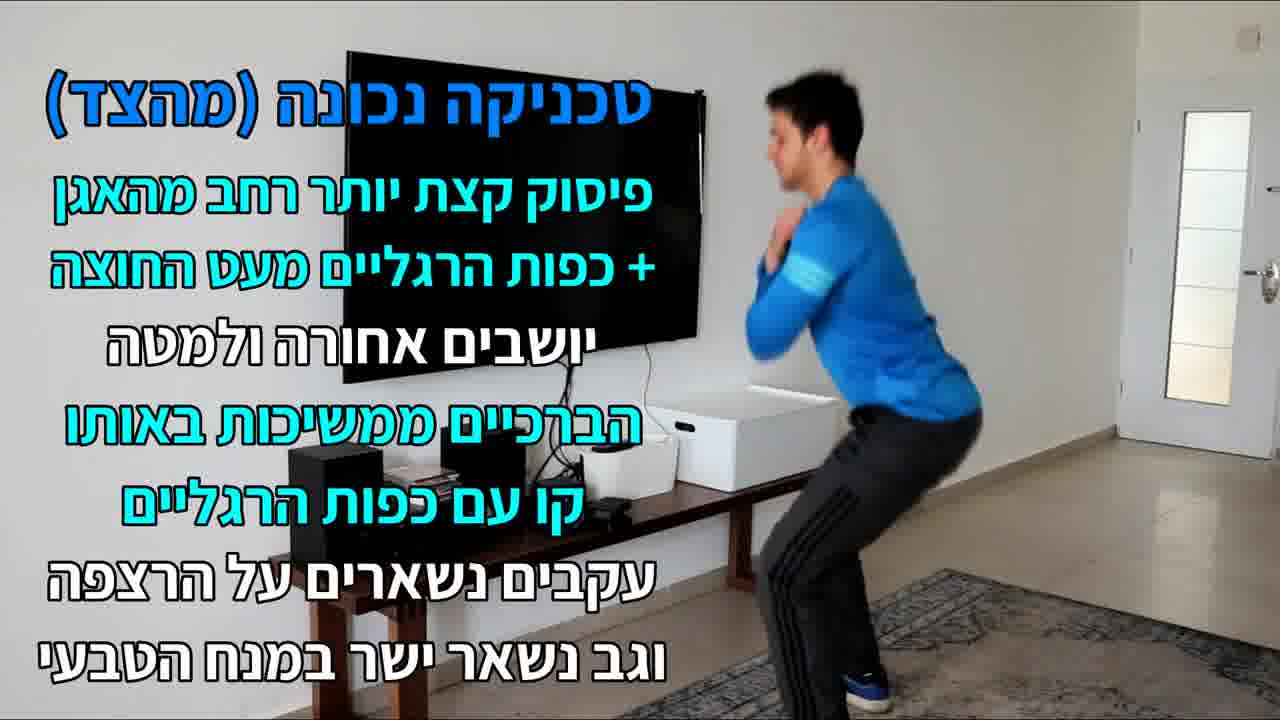 טכניקה נכונה (מהצד)
פיסוק קצת יותר רחב מהאגן
+ כפות הרגליים מעט החוצה
יושבים אחורה ולמטה
הברכיים ממשיכות באותו
קו עם כפות הרגליים
עקבים נשארים על הרצפה
וגב נשאר ישר במנח הטבעי